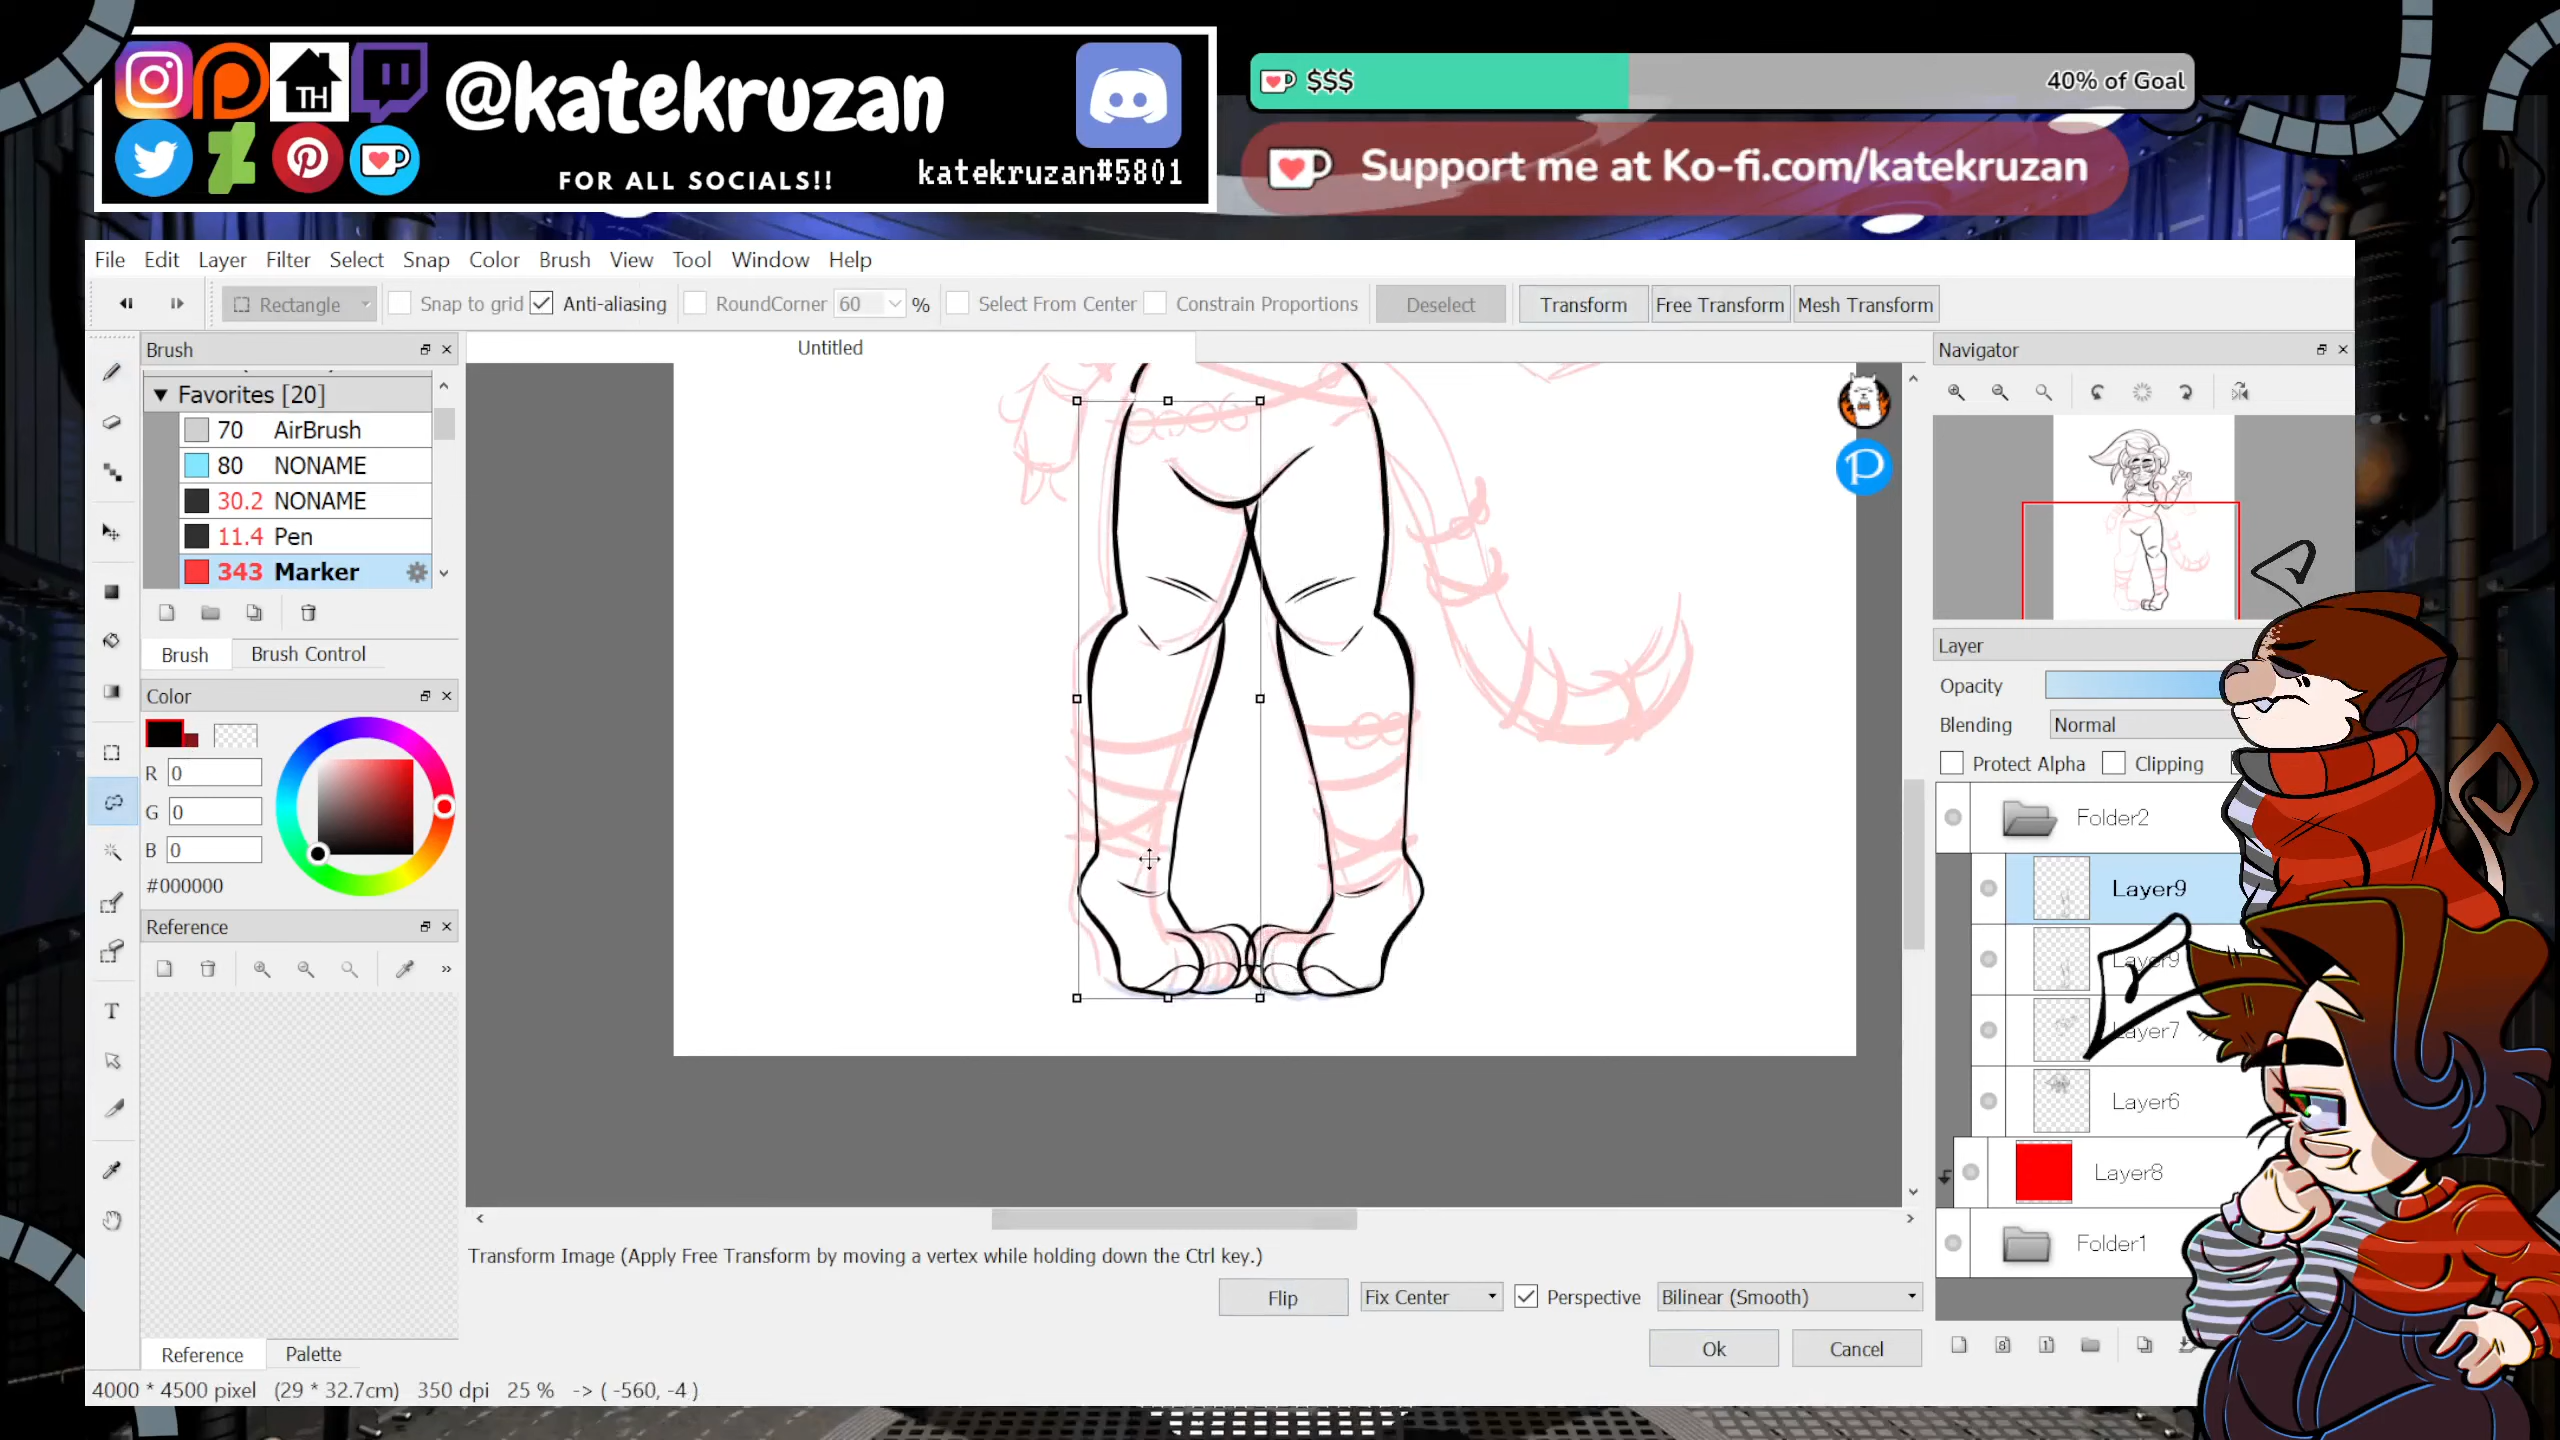 @katekruzan
FOR ALL SOCIALS!!
katekruzan#5801
TH
$$$
40% of Goal
Support me at Ko-fi.com/katekruzan
File Edit Layer Filter Select Snap Color Brush View Tool Window Help
Rectangle Snap to grid Anti-aliasing RoundCorner 60 % Select From Center Constrain Proportions Deselect Transform Free Transform Mesh Transform
Brush
Untitled
Navigator
Favorites [20]
70 AirBrush
80 NONAME
30.2 NONAME
11.4 Pen
343 Marker
Brush Brush Control
Color
R 0
G 0
B 0
#000000
Reference
T
Reference Palette
Layer
Opacity
Blending Normal
Protect Alpha Clipping
Folder2
Layer9
Layer9
Layer7
Layer6
Layer8
Folder1
Transform Image (Apply Free Transform by moving a vertex while holding down the Ctrl key.)
Flip Fix Center Perspective Bilinear (Smooth)
Ok Cancel
4000 * 4500 pixel (29 * 32.7cm) 350 dpi 25 % -> ( -560, -4 )